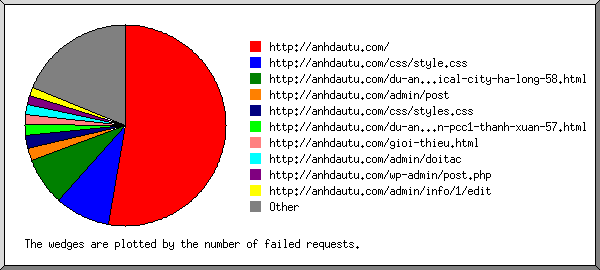 http://anhdautu.com/
http://anhdautu.com/css/style.css
http://anhdautu.com/du-an...ical-city-ha-long-58.html
http://anhdautu.com/admin/post
http://anhdautu.com/css/styles.css
http://anhdautu.com/du-an...n-pcc1-thanh-xuan-57.html
http://anhdautu.com/gioi-thieu.html
http://anhdautu.com/admin/doitac
http://anhdautu.com/wp-admin/post.php
http://anhdautu.com/admin/info/1/edit
Other
The wedges are plotted by the number of failed requests.